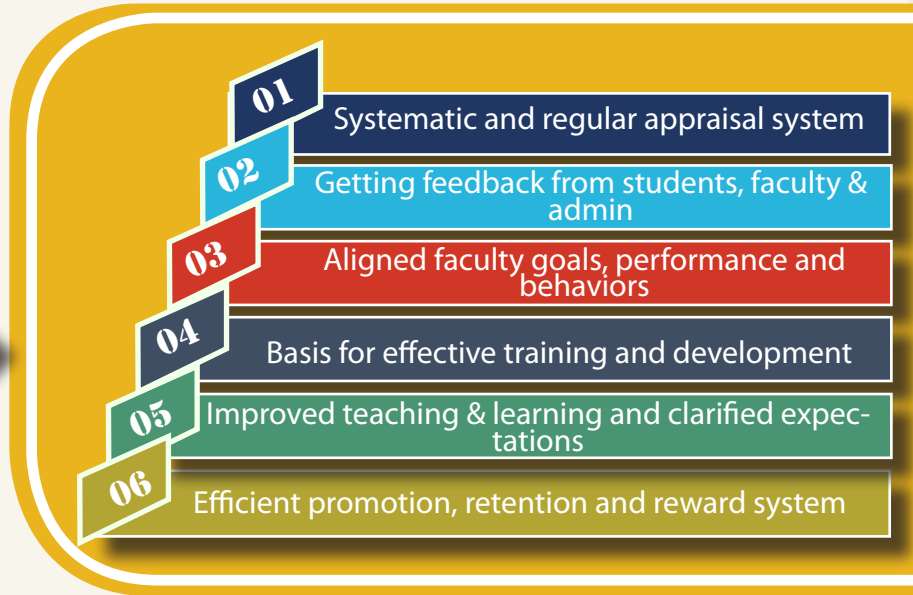 01
Systematic and regular appraisal system
02
Getting feedback from students, faculty &
admin
03
Aligned faculty goals, performance and
behaviors
04
Basis for effective training and development
05
Improved teaching & learning and clarified expec-
tations
06
Efficient promotion, retention and reward system